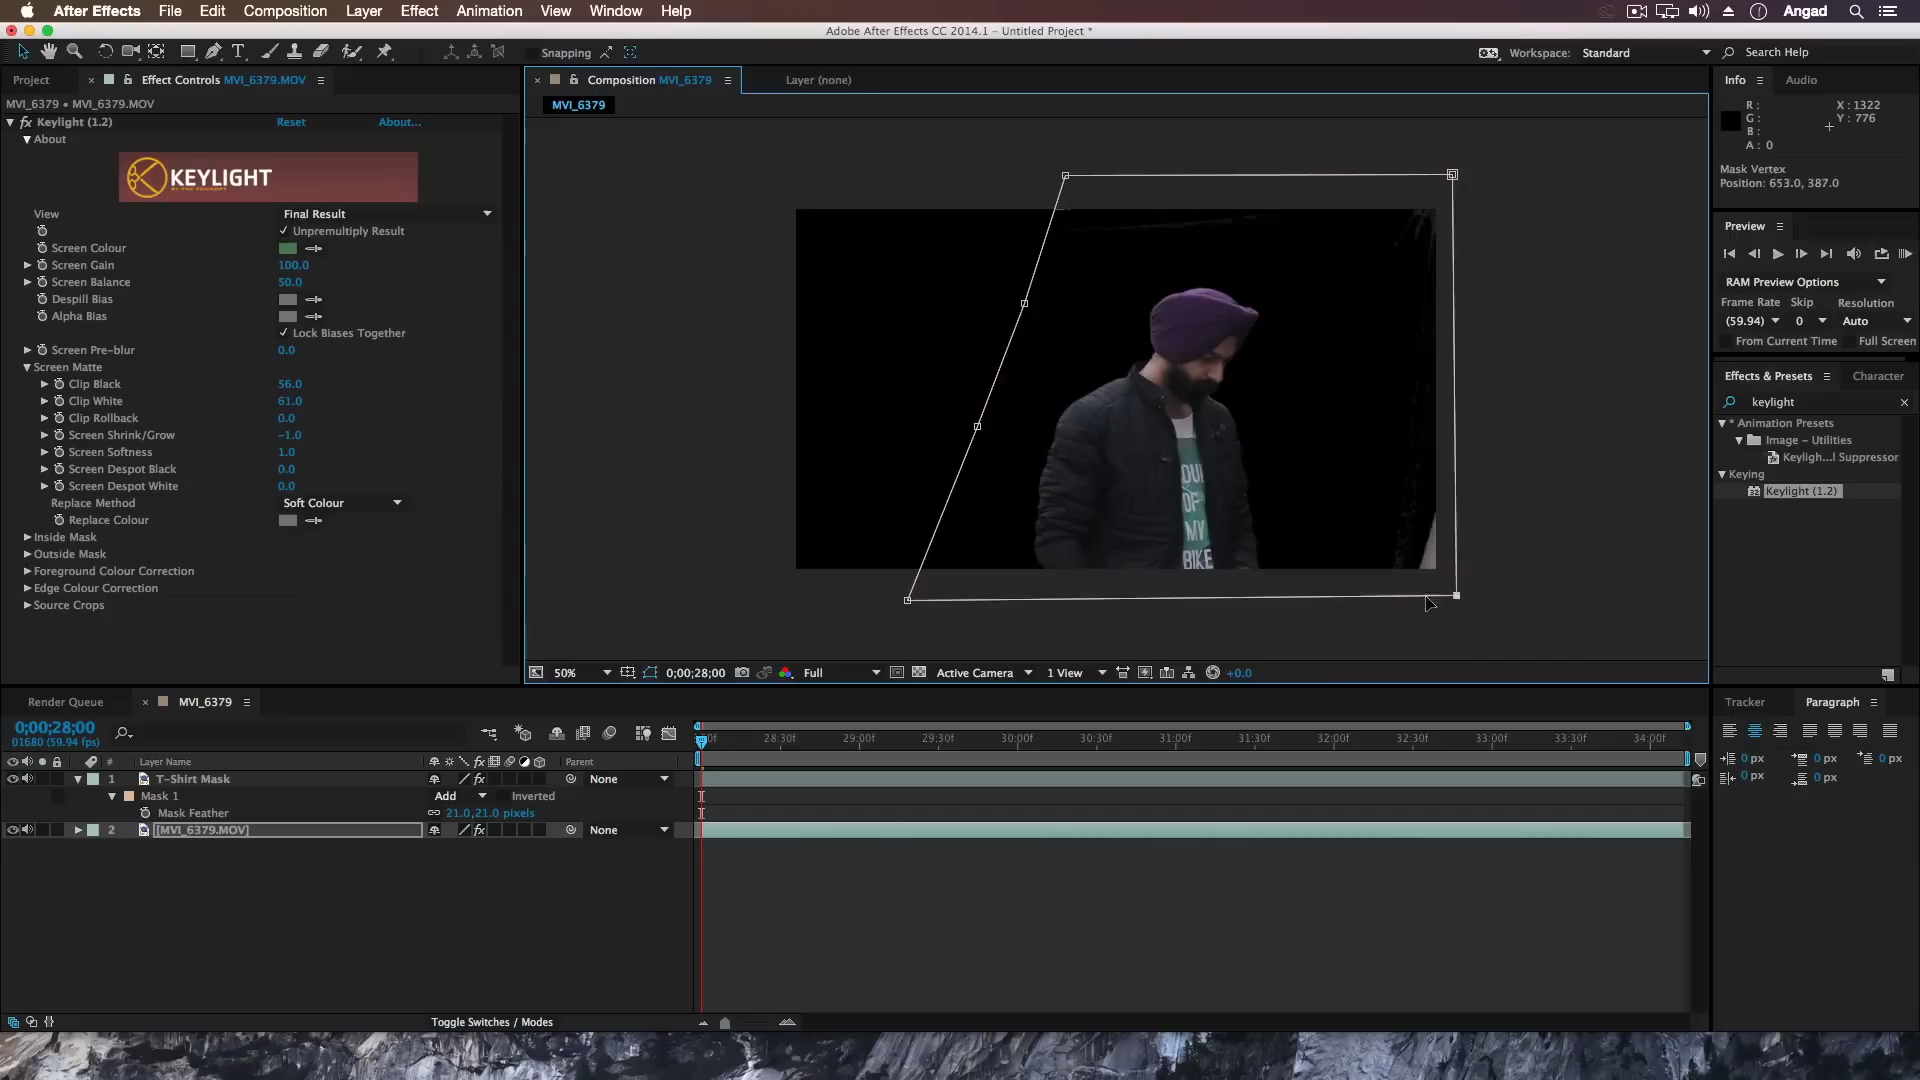 After Effects File Edit Composition Layer Effect Animation View Window Help Angad
Adobe After Effects CC 2014.1 - Untitled Project *
Snapping Workspace: Standard Search Help
Project Effect Controls MVI_6379.MOV Composition MVI_6379 Layer (none) Info Audio
MVI_6379 • MVI_6379.MOV
MVI_6379
R : X : 1322
G : Y : 776
B :
A : 0
Mask Vertex
Position: 653.0, 387.0
fx Keylight (1.2) Reset About...
About
KEYLIGHT
View Final Result
Unpremultiply Result
Screen Colour
Screen Gain 100.0
Screen Balance 50.0
Despill Bias
Alpha Bias
Lock Biases Together
Screen Pre-blur 0.0
Screen Matte
Clip Black 56.0
Clip White 61.0
Clip Rollback 0.0
Screen Shrink/Grow -1.0
Screen Softness 1.0
Screen Despot Black 0.0
Screen Despot White 0.0
Replace Method Soft Colour
Replace Colour
Inside Mask
Outside Mask
Foreground Colour Correction
Edge Colour Correction
Source Crops
OF
MY
BIKE
Preview
RAM Preview Options
Frame Rate Skip Resolution
(59.94) 0 Auto
From Current Time Full Screen
Effects & Presets Character
keylight
* Animation Presets
Image - Utilities
Keyligh...l Suppressor
Keying
Keylight (1.2)
50% 0;00;28;00 Full Active Camera 1 View +0.0
Render Queue MVI_6379
0;00;28;00
01680 (59.94 fps)
28:30f 29:00f 29:30f 30:00f 30:30f 31:00f 31:30f 32:00f 32:30f 33:00f 33:30f 34:00f
# Layer Name Parent
1 T-Shirt Mask None
Mask 1 Add Inverted
Mask Feather 21.0,21.0 pixels
2 [MVI_6379.MOV] None
Toggle Switches / Modes
Tracker Paragraph
0 px 0 px 0 px
0 px 0 px